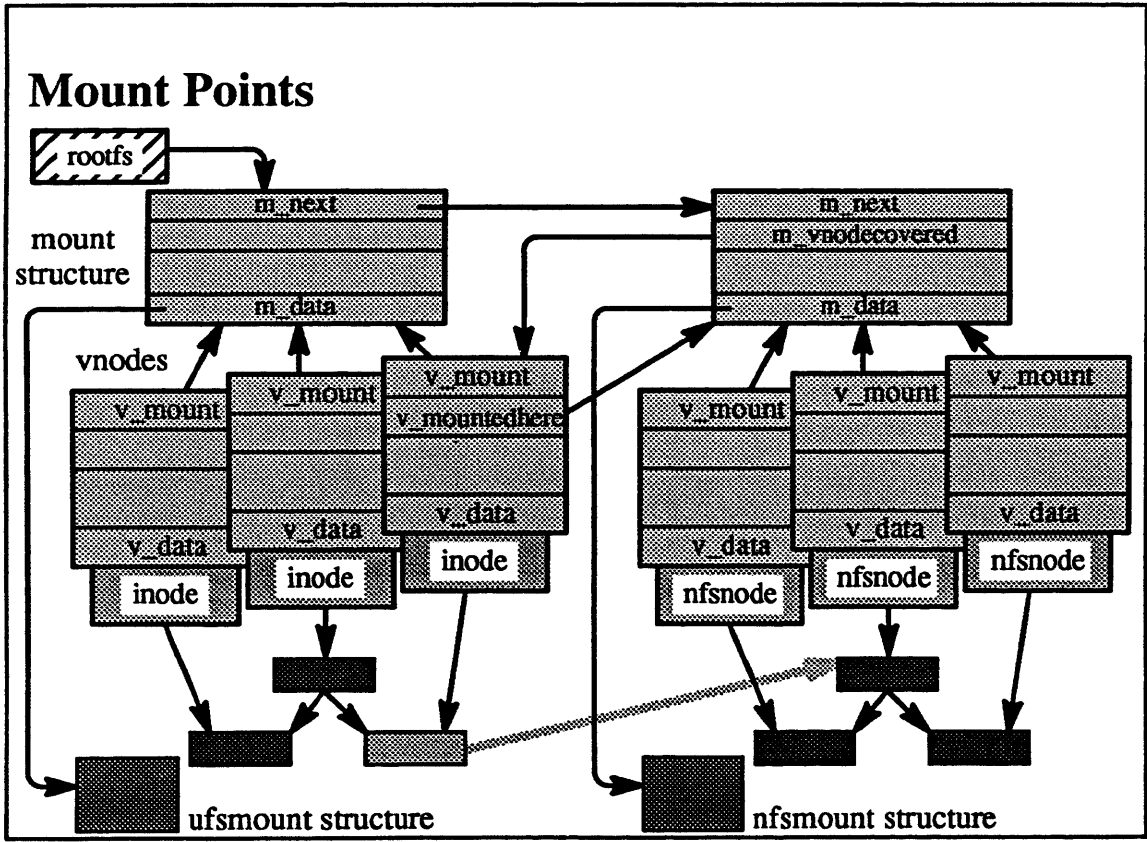 Mount Points
rootfs
m_next
m_next
mount
structure
m_vnodecovered
m_data
m_data
vnodes
v_mount
v_mount
v_mount
v_mountedhere
v_data
v_data
v_data
inode
inode
inode
v_mount
v_mount
v_mount
v_data
v_data
v_data
nfsnode
nfsnode
nfsnode
ufsmount structure
nfsmount structure